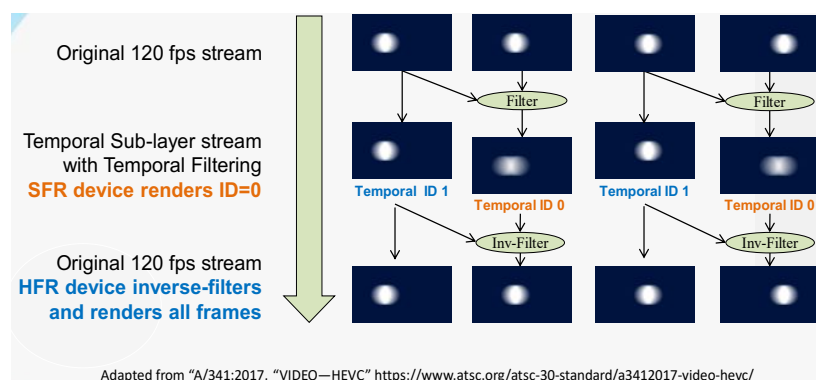 Original 120 fps stream
Filter
Filter
Temporal Sub-layer stream
with Temporal Filtering
SFR device renders ID=0
Temporal ID 1
Temporal ID 0
Temporal ID 1
Temporal ID 0
Inv-Filter
Inv-Filter
Original 120 fps stream
HFR device inverse-filters
and renders all frames
Adapted from "A/341:2017, "VIDEO—HEVC" https://www.atsc.org/atsc-30-standard/a3412017-video-hevc/